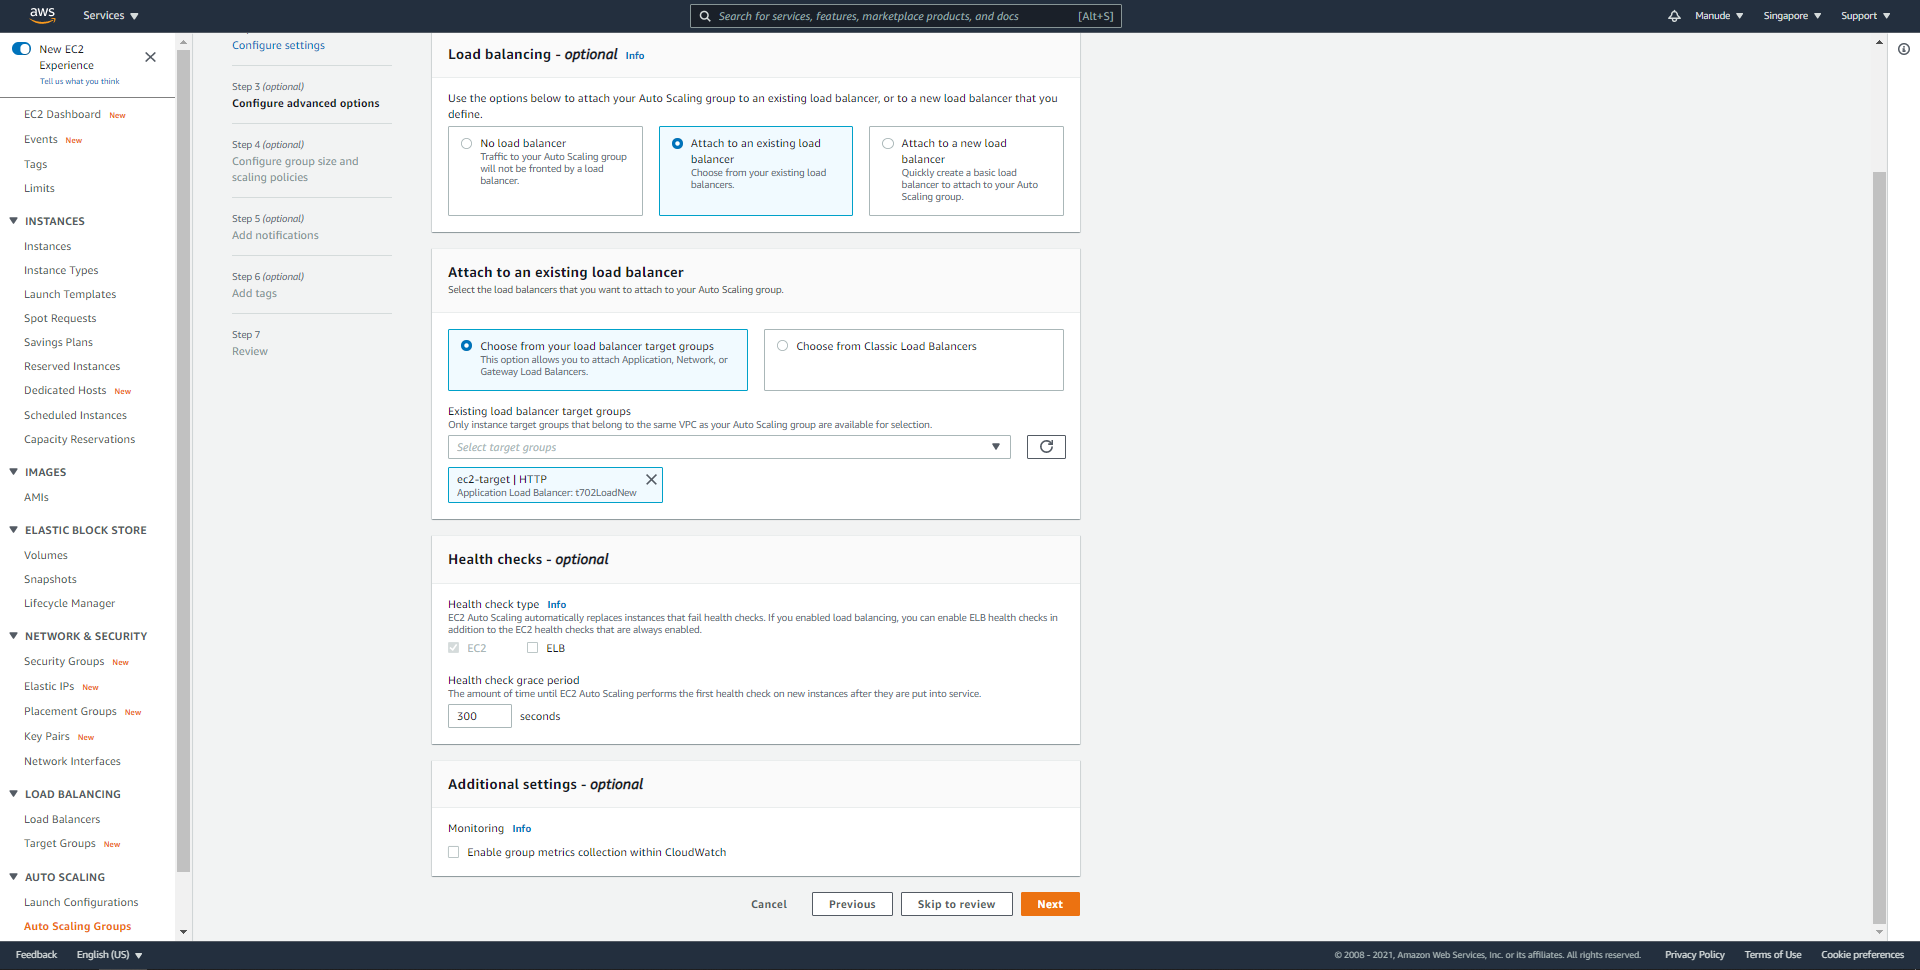 aws
Services
Search for services, features, marketplace products, and docs
[Alt+S]
Manude
Singapore
Support
New EC2
Experience
Tell us what you think
EC2 Dashboard New
Events New
Tags
Limits
INSTANCES
Instances
Instance Types
Launch Templates
Spot Requests
Savings Plans
Reserved Instances
Dedicated Hosts New
Scheduled Instances
Capacity Reservations
IMAGES
AMIs
ELASTIC BLOCK STORE
Volumes
Snapshots
Lifecycle Manager
NETWORK & SECURITY
Security Groups New
Elastic IPs New
Placement Groups New
Key Pairs New
Network Interfaces
LOAD BALANCING
Load Balancers
Target Groups New
AUTO SCALING
Launch Configurations
Auto Scaling Groups
Configure settings
Step 3 (optional)
Configure advanced options
Step 4 (optional)
Configure group size and
scaling policies
Step 5 (optional)
Add notifications
Step 6 (optional)
Add tags
Step 7
Review
Load balancing - optional Info
Use the options below to attach your Auto Scaling group to an existing load balancer, or to a new load balancer that you
define.
No load balancer
Traffic to your Auto Scaling group
will not be fronted by a load
balancer.
Attach to an existing load
balancer
Choose from your existing load
balancers.
Attach to a new load
balancer
Quickly create a basic load
balancer to attach to your Auto
Scaling group.
Attach to an existing load balancer
Select the load balancers that you want to attach to your Auto Scaling group.
Choose from your load balancer target groups
This option allows you to attach Application, Network, or
Gateway Load Balancers.
Choose from Classic Load Balancers
Existing load balancer target groups
Only instance target groups that belong to the same VPC as your Auto Scaling group are available for selection.
Select target groups
ec2-target | HTTP
Application Load Balancer: t702LoadNew
Health checks - optional
Health check type Info
EC2 Auto Scaling automatically replaces instances that fail health checks. If you enabled load balancing, you can enable ELB health checks in
addition to the EC2 health checks that are always enabled.
EC2
ELB
Health check grace period
The amount of time until EC2 Auto Scaling performs the first health check on new instances after they are put into service.
300 seconds
Additional settings - optional
Monitoring Info
Enable group metrics collection within CloudWatch
Cancel
Previous
Skip to review
Next
Feedback
English (US)
© 2008 - 2021, Amazon Web Services, Inc. or its affiliates. All rights reserved.
Privacy Policy
Terms of Use
Cookie preferences